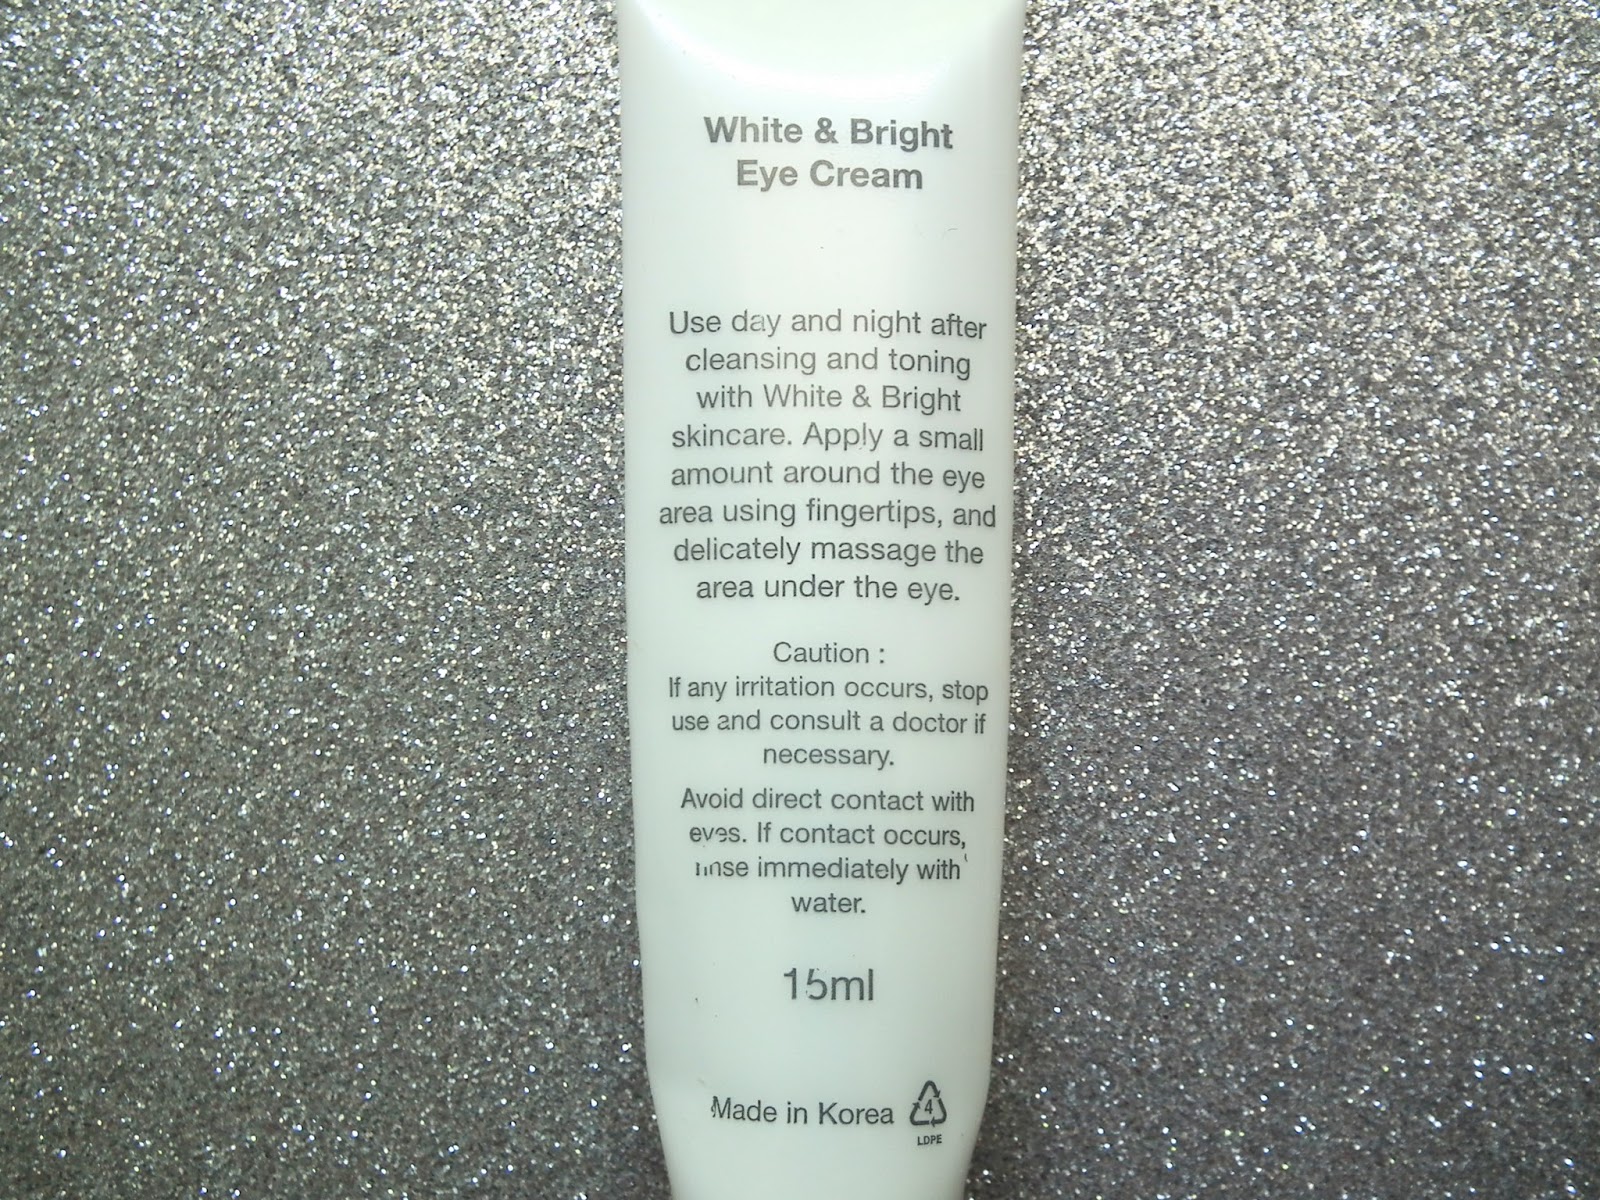 White & Bright
Eye Cream
Use day and night after
cleansing and toning
with White & Bright
skincare. Apply a small
amount around the eye
area using fingertips, and
delicately massage the
area under the eye.
Caution :
If any irritation occurs, stop
use and consult a doctor if
necessary.
Avoid direct contact with
eyes. If contact occurs,
rinse immediately with
water.
15ml
Made in Korea
4
LDPE